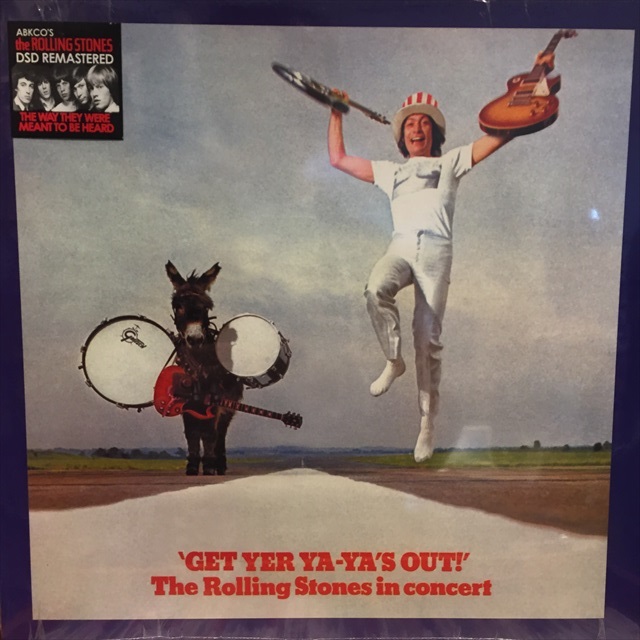 ABKCO'S
the ROLLING STONES
DSD REMASTERED
THE WAY THEY WERE
MEANT TO BE HEARD
'GET YER YA-YA'S OUT!'
The Rolling Stones in concert